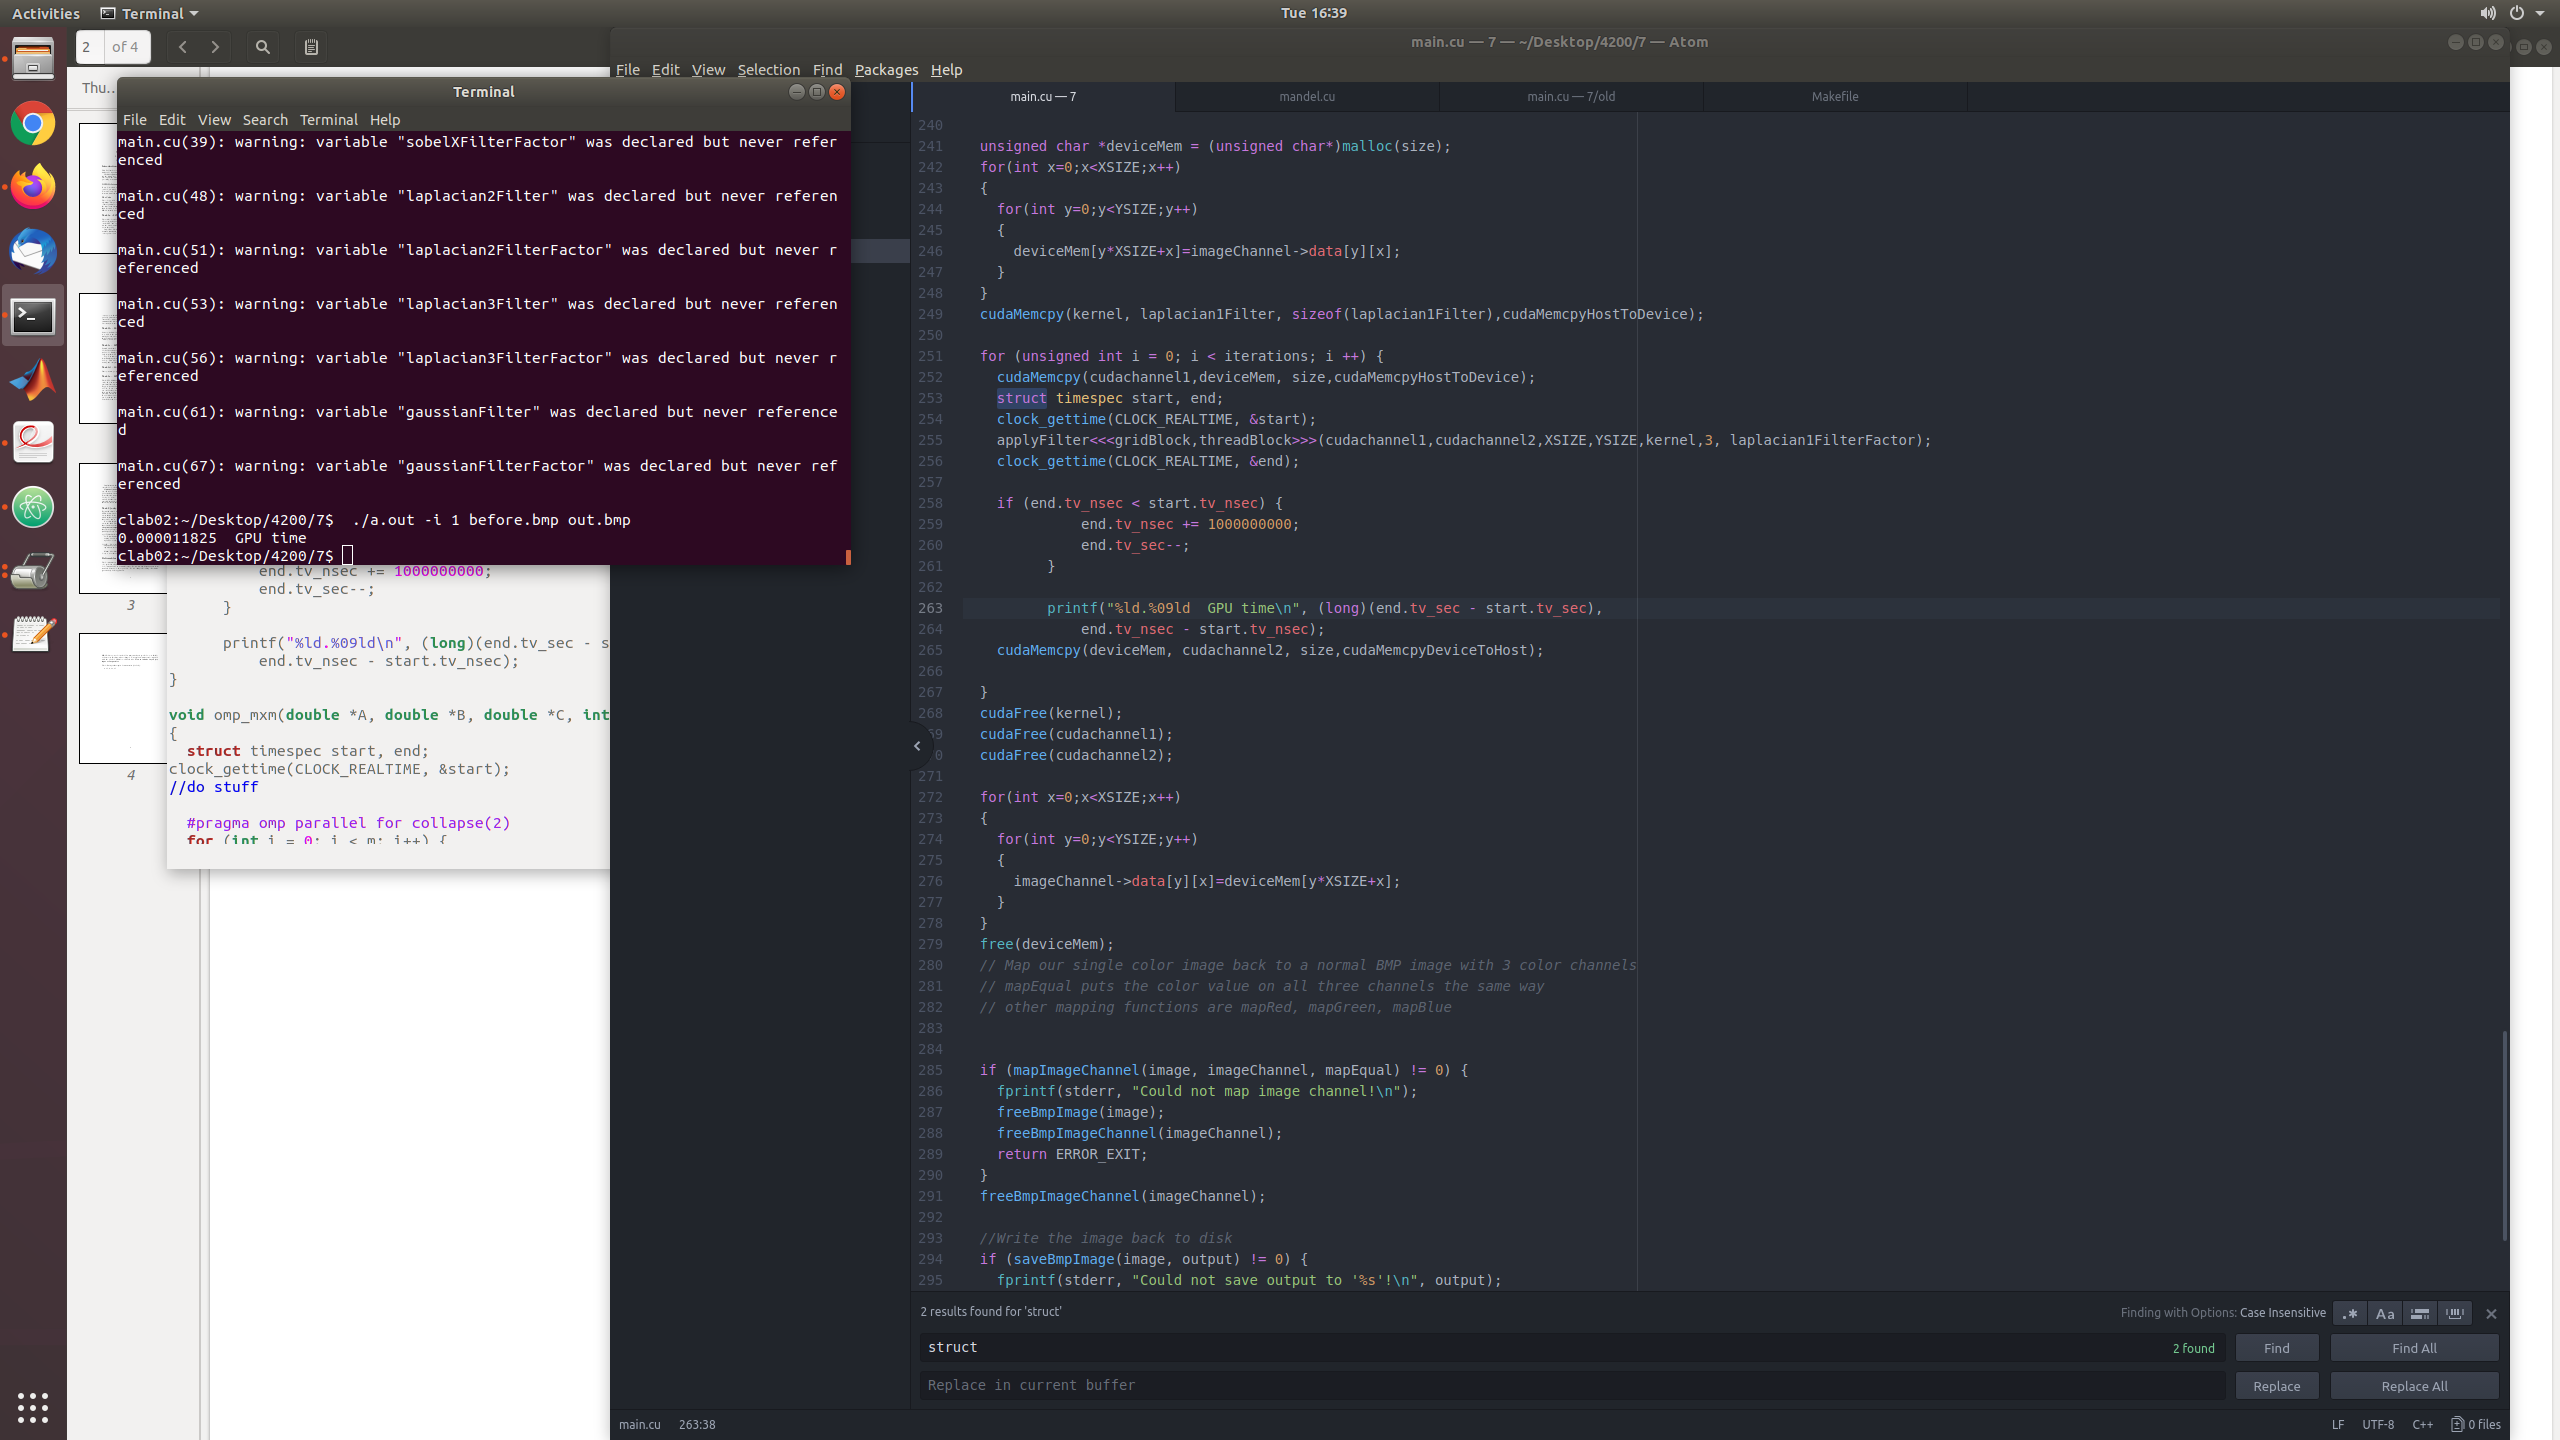 Activities
Terminal
Tue 16:39
2
of 4
main.cu — 7 — ~/Desktop/4200/7 — Atom
File Edit View Selection Find Packages Help
Thu...
Terminal
File Edit View Search Terminal Help
main.cu(39): warning: variable "sobelXFilterFactor" was declared but never refer
enced
main.cu(48): warning: variable "laplacian2Filter" was declared but never referen
ced
main.cu(51): warning: variable "laplacian2FilterFactor" was declared but never r
eferenced
main.cu(53): warning: variable "laplacian3Filter" was declared but never referen
ced
main.cu(56): warning: variable "laplacian3FilterFactor" was declared but never r
eferenced
main.cu(61): warning: variable "gaussianFilter" was declared but never reference
d
main.cu(67): warning: variable "gaussianFilterFactor" was declared but never ref
erenced
clab02:~/Desktop/4200/7$  ./a.out -i 1 before.bmp out.bmp
0.000011825  GPU time
clab02:~/Desktop/4200/7$
end.tv_nsec += 1000000000;
end.tv_sec--;
}
printf("%ld.%09ld\n", (long)(end.tv_sec - s
end.tv_nsec - start.tv_nsec);
}
void omp_mxm(double *A, double *B, double *C, int
{
struct timespec start, end;
clock_gettime(CLOCK_REALTIME, &start);
//do stuff
#pragma omp parallel for collapse(2)
for (int i = 0; i < m; i++) {
3
4
main.cu — 7
mandel.cu
main.cu — 7/old
Makefile
240
241 unsigned char *deviceMem = (unsigned char*)malloc(size);
242 for(int x=0;x<XSIZE;x++)
243 {
244 for(int y=0;y<YSIZE;y++)
245 {
246 deviceMem[y*XSIZE+x]=imageChannel->data[y][x];
247 }
248 }
249 cudaMemcpy(kernel, laplacian1Filter, sizeof(laplacian1Filter),cudaMemcpyHostToDevice);
250
251 for (unsigned int i = 0; i < iterations; i ++) {
252 cudaMemcpy(cudachannel1,deviceMem, size,cudaMemcpyHostToDevice);
253 struct timespec start, end;
254 clock_gettime(CLOCK_REALTIME, &start);
255 applyFilter<<<gridBlock,threadBlock>>>(cudachannel1,cudachannel2,XSIZE,YSIZE,kernel,3, laplacian1FilterFactor);
256 clock_gettime(CLOCK_REALTIME, &end);
257
258 if (end.tv_nsec < start.tv_nsec) {
259 end.tv_nsec += 1000000000;
260 end.tv_sec--;
261 }
262
263 printf("%ld.%09ld  GPU time\n", (long)(end.tv_sec - start.tv_sec),
264 end.tv_nsec - start.tv_nsec);
265 cudaMemcpy(deviceMem, cudachannel2, size,cudaMemcpyDeviceToHost);
266
267 }
268 cudaFree(kernel);
69 cudaFree(cudachannel1);
0 cudaFree(cudachannel2);
271
272 for(int x=0;x<XSIZE;x++)
273 {
274 for(int y=0;y<YSIZE;y++)
275 {
276 imageChannel->data[y][x]=deviceMem[y*XSIZE+x];
277 }
278 }
279 free(deviceMem);
280 // Map our single color image back to a normal BMP image with 3 color channels
281 // mapEqual puts the color value on all three channels the same way
282 // other mapping functions are mapRed, mapGreen, mapBlue
283
284
285 if (mapImageChannel(image, imageChannel, mapEqual) != 0) {
286 fprintf(stderr, "Could not map image channel!\n");
287 freeBmpImage(image);
288 freeBmpImageChannel(imageChannel);
289 return ERROR_EXIT;
290 }
291 freeBmpImageChannel(imageChannel);
292
293 //Write the image back to disk
294 if (saveBmpImage(image, output) != 0) {
295 fprintf(stderr, "Could not save output to '%s'!\n", output);
2 results found for 'struct'
Finding with Options: Case Insensitive
.* Aa
struct
2 found
Find
Find All
Replace in current buffer
Replace
Replace All
main.cu 263:38
LF UTF-8 C++ 0 files